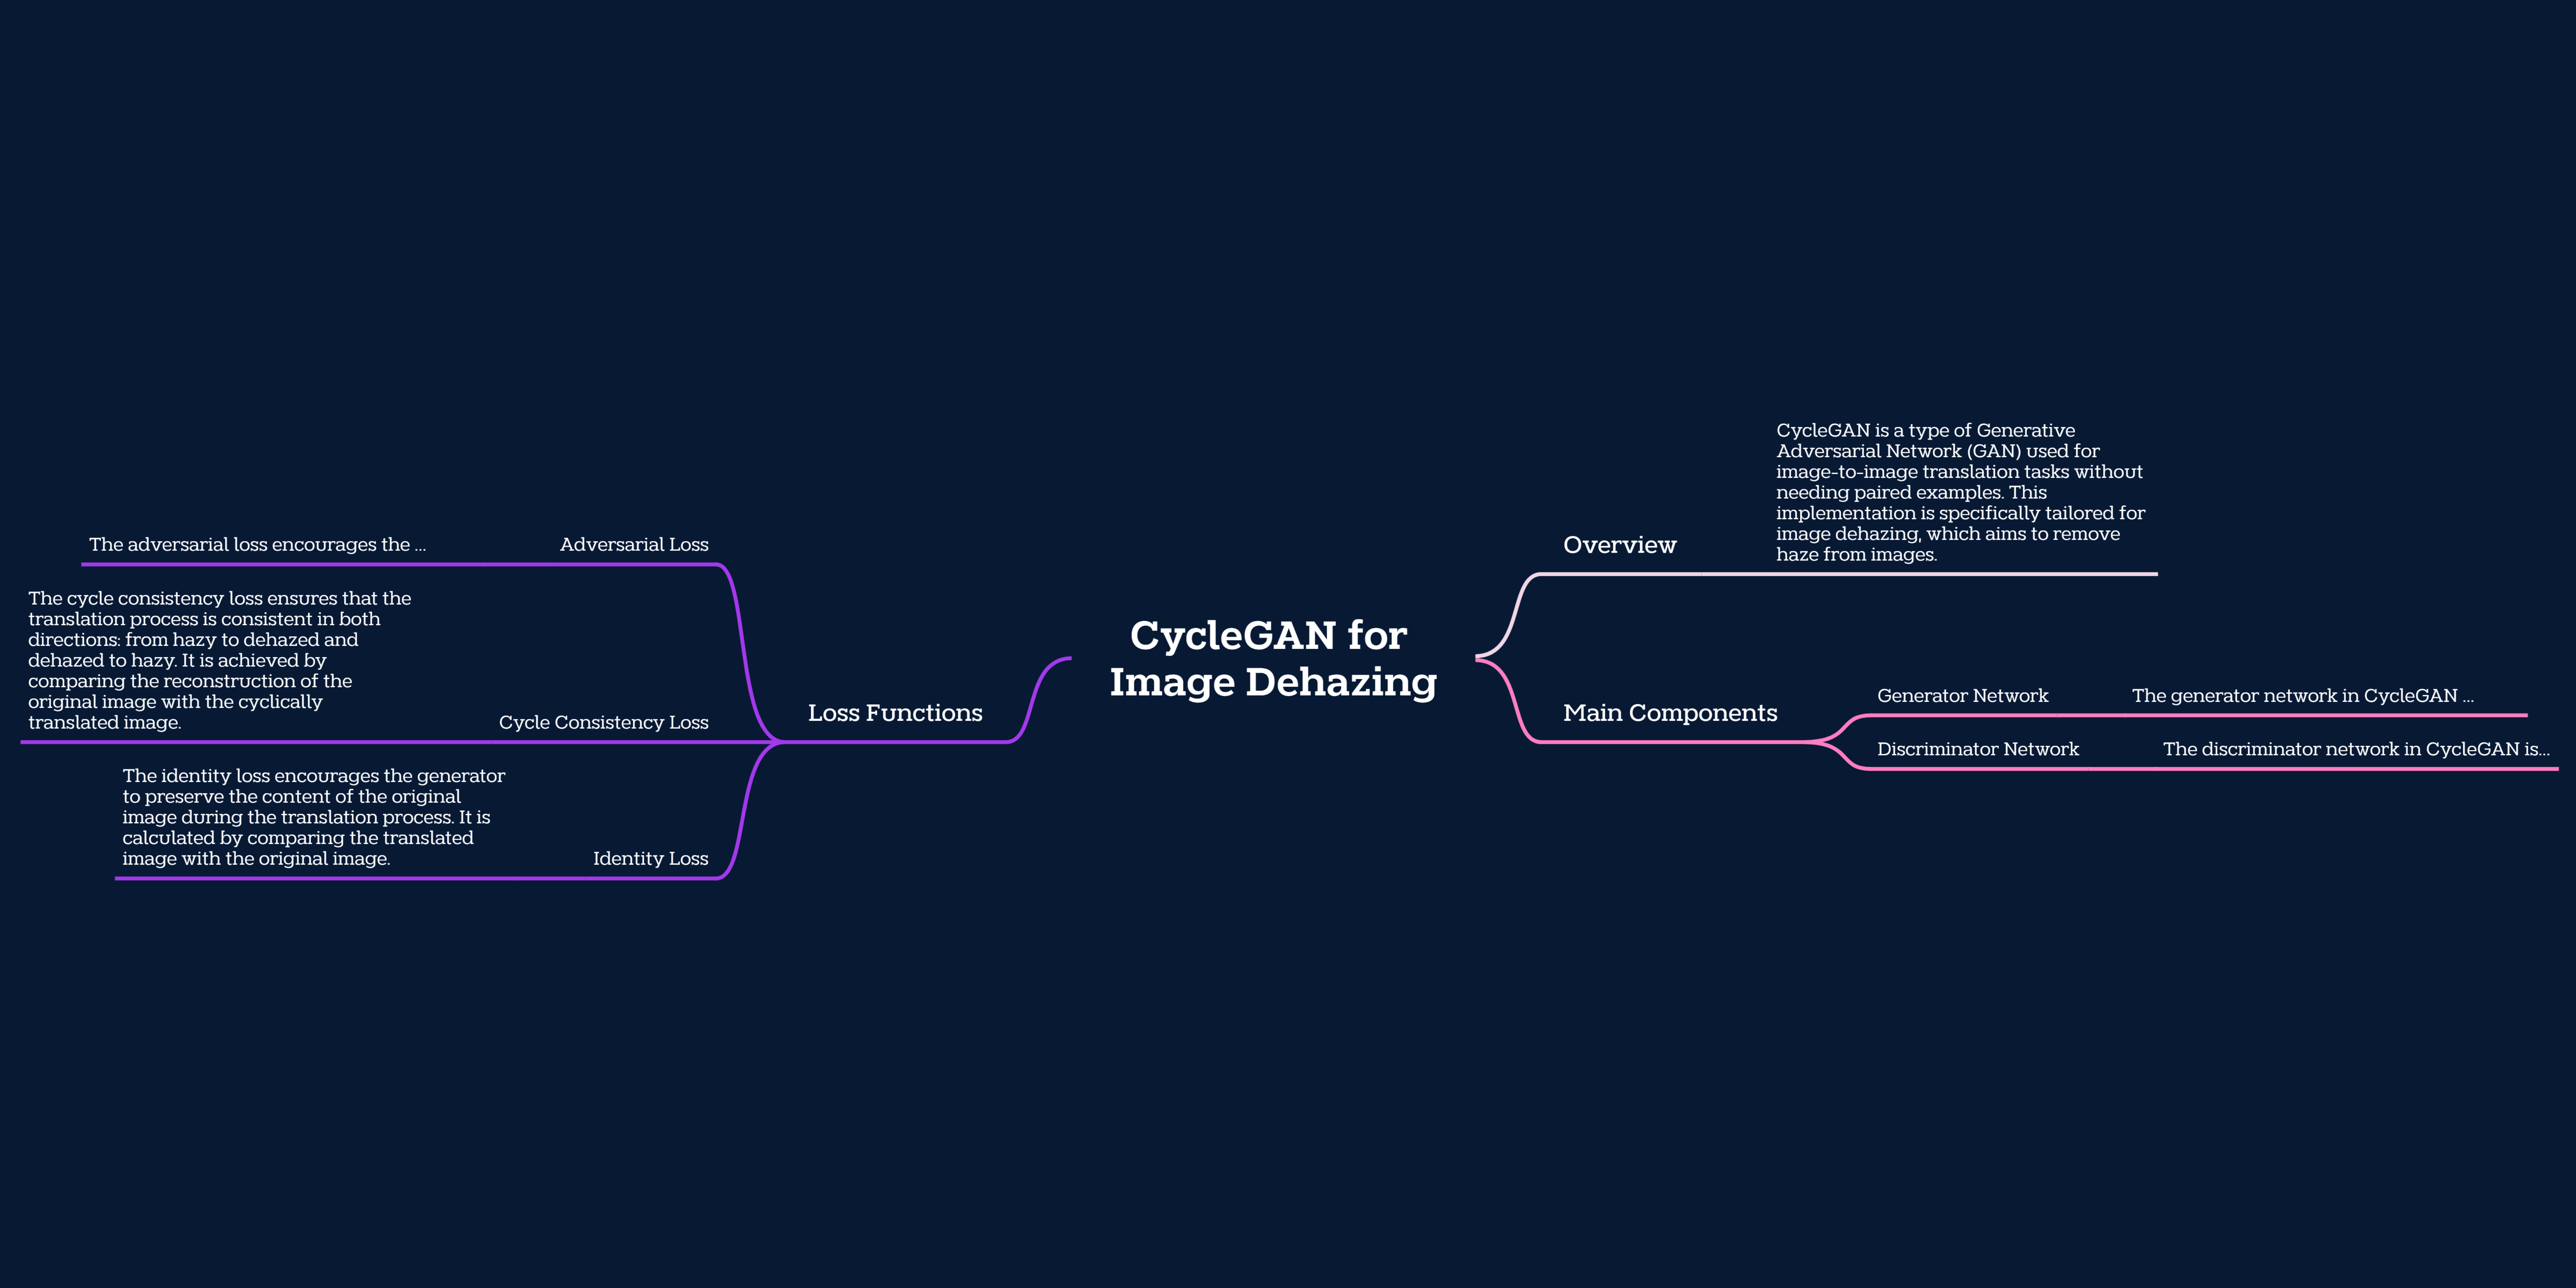 CycleGAN for
Image Dehazing
Overview
CycleGAN is a type of Generative
Adversarial Network (GAN) used for
image-to-image translation tasks without
needing paired examples. This
implementation is specifically tailored for
image dehazing, which aims to remove
haze from images.
Main Components
Generator Network
The generator network in CycleGAN ...
Discriminator Network
The discriminator network in CycleGAN is...
Loss Functions
Adversarial Loss
The adversarial loss encourages the ...
Cycle Consistency Loss
The cycle consistency loss ensures that the
translation process is consistent in both
directions: from hazy to dehazed and
dehazed to hazy. It is achieved by
comparing the reconstruction of the
original image with the cyclically
translated image.
Identity Loss
The identity loss encourages the generator
to preserve the content of the original
image during the translation process. It is
calculated by comparing the translated
image with the original image.